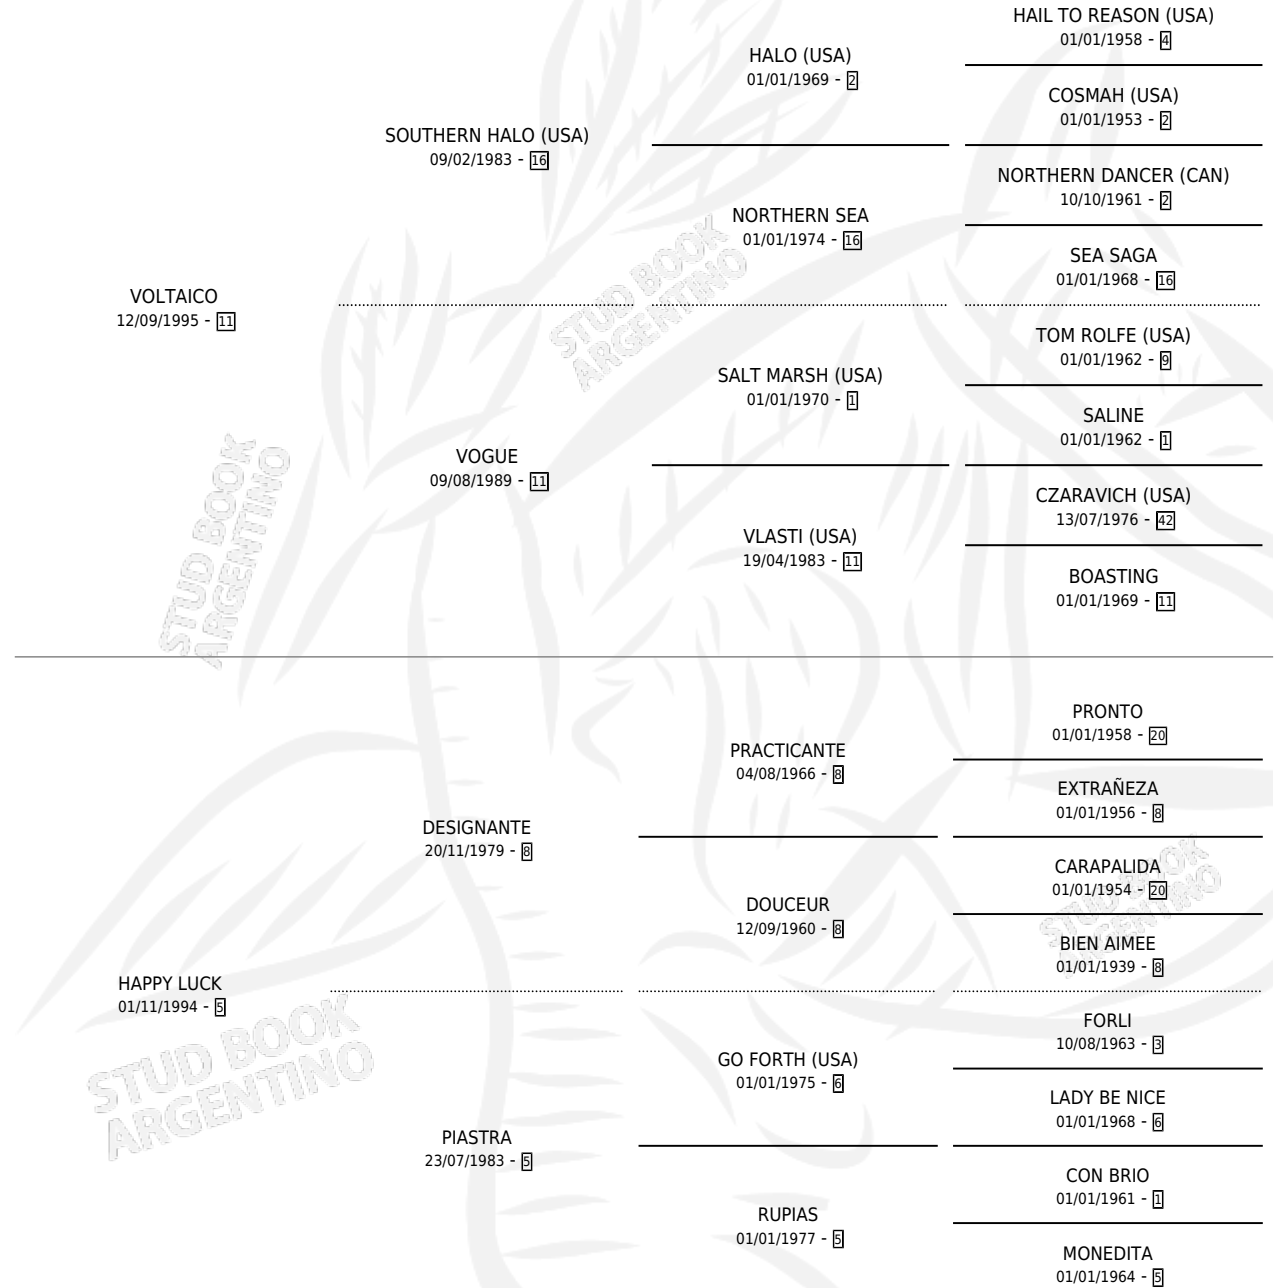 HAIL TO REASON (USA)
01/01/1958 - 4
HALO (USA)
01/01/1969 - 2
COSMAH (USA)
01/01/1953 - 2
SOUTHERN HALO (USA)
09/02/1983 - 16
NORTHERN DANCER (CAN)
10/10/1961 - 2
NORTHERN SEA
01/01/1974 - 16
SEA SAGA
01/01/1968 - 16
VOLTAICO
12/09/1995 - 11
TOM ROLFE (USA)
01/01/1962 - 9
SALT MARSH (USA)
01/01/1970 - 1
SALINE
01/01/1962 - 1
VOGUE
09/08/1989 - 11
CZARAVICH (USA)
13/07/1976 - 42
VLASTI (USA)
19/04/1983 - 11
BOASTING
01/01/1969 - 11
PRONTO
01/01/1958 - 20
PRACTICANTE
04/08/1966 - 8
EXTRAÑEZA
01/01/1956 - 8
DESIGNANTE
20/11/1979 - 8
CARAPALIDA
01/01/1954 - 20
DOUCEUR
12/09/1960 - 8
BIEN AIMEE
01/01/1939 - 8
HAPPY LUCK
01/11/1994 - 5
FORLI
10/08/1963 - 3
GO FORTH (USA)
01/01/1975 - 6
LADY BE NICE
01/01/1968 - 6
PIASTRA
23/07/1983 - 5
CON BRIO
01/01/1961 - 1
RUPIAS
01/01/1977 - 5
MONEDITA
01/01/1964 - 5
STUD BOOK
ARGENTINO
STUD BOOK
ARGENTINO
STUD BOOK
ARGENTINO
STUD BOOK
ARGENTINO